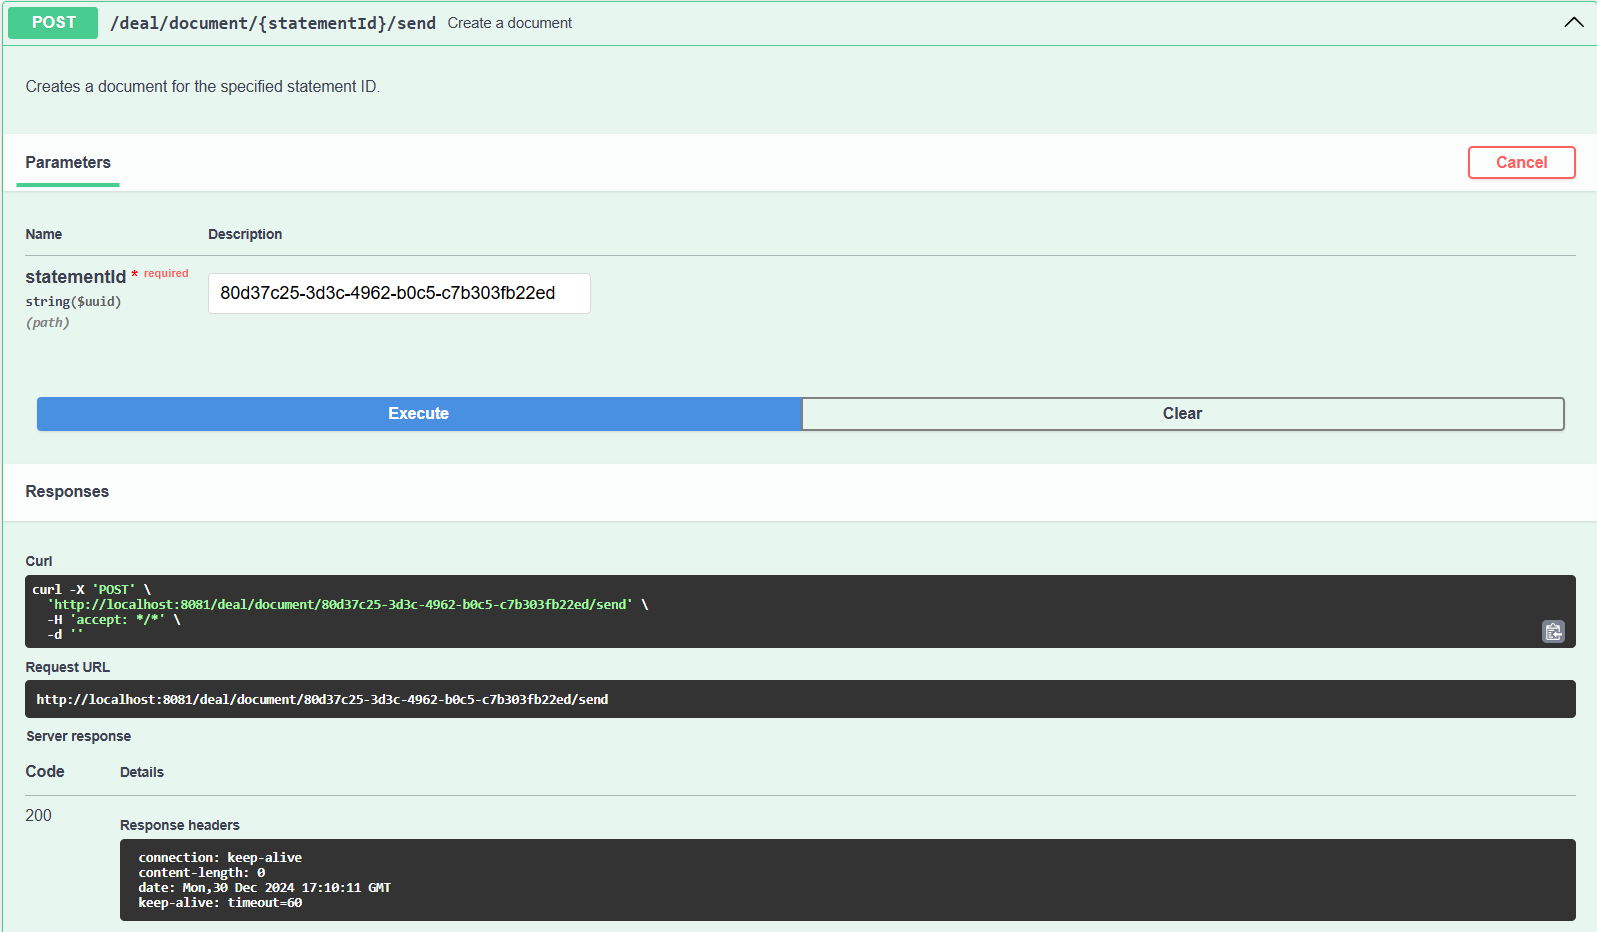 POST /deal/document/{statementId}/send Create a document
Creates a document for the specified statement ID.
Parameters
Cancel
Name Description
statementId * required
string($uuid)
(path)
80d37c25-3d3c-4962-b0c5-c7b303fb22ed
Execute Clear
Responses
Curl
curl -X 'POST' \
'http://localhost:8081/deal/document/80d37c25-3d3c-4962-b0c5-c7b303fb22ed/send' \
-H 'accept: */*' \
-d ''
Request URL
http://localhost:8081/deal/document/80d37c25-3d3c-4962-b0c5-c7b303fb22ed/send
Server response
Code Details
200
Response headers
connection: keep-alive
content-length: 0
date: Mon,30 Dec 2024 17:10:11 GMT
keep-alive: timeout=60